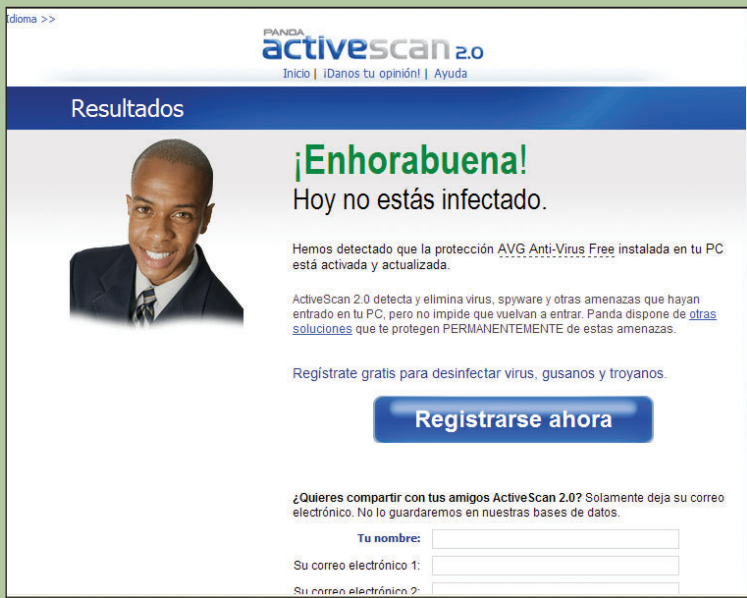 Idioma >>
PANDA
activescan 2.0
Inicio | ¡Danos tu opinión! | Ayuda
Resultados
¡Enhorabuena!
Hoy no estás infectado.
Hemos detectado que la protección AVG Anti-Virus Free instalada en tu PC
está activada y actualizada.
ActiveScan 2.0 detecta y elimina virus, spyware y otras amenazas que hayan
entrado en tu PC, pero no impide que vuelvan a entrar. Panda dispone de otras
soluciones que te protegen PERMANENTEMENTE de estas amenazas.
Regístrate gratis para desinfectar virus, gusanos y troyanos.
Registrarse ahora
¿Quieres compartir con tus amigos ActiveScan 2.0? Solamente deja su correo
electrónico. No lo guardaremos en nuestras bases de datos.
Tu nombre:
Su correo electrónico 1:
Su correo electrónico 2: